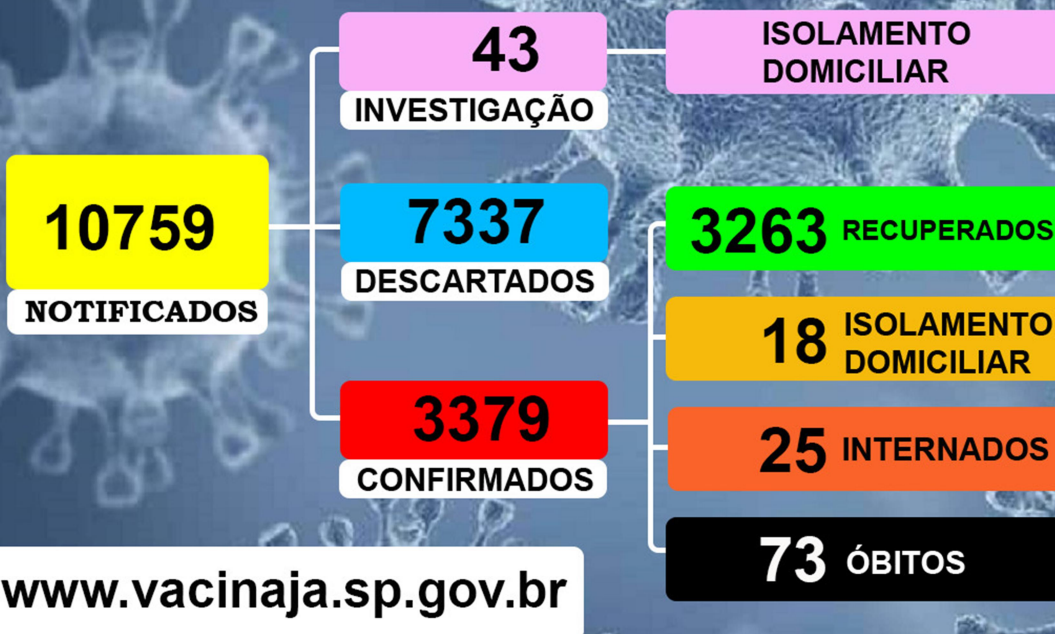 10759
NOTIFICADOS
43
INVESTIGAÇÃO
ISOLAMENTO
DOMICILIAR
7337
DESCARTADOS
3379
CONFIRMADOS
3263 RECUPERADOS
18 ISOLAMENTO
DOMICILIAR
25 INTERNADOS
73 ÓBITOS
www.vacinaja.sp.gov.br